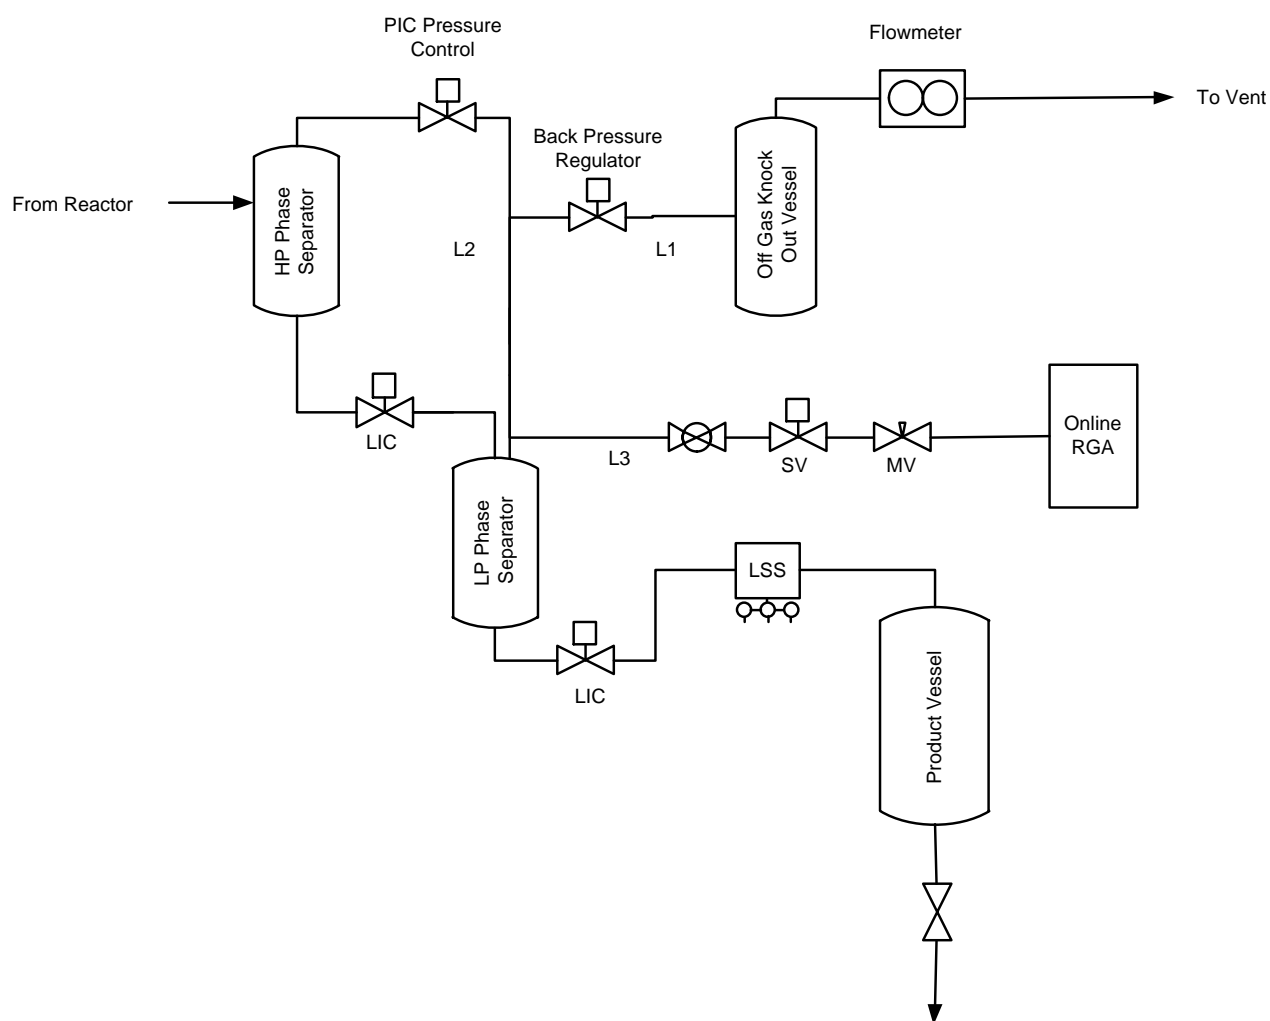 PIC Pressure
Control
Flowmeter
To Vent
Back Pressure
Regulator
From Reactor
HP Phase
Separator
L2
L1
Off Gas Knock
Out Vessel
LIC
L3
SV
MV
Online
RGA
LP Phase
Separator
LSS
LIC
Product Vessel